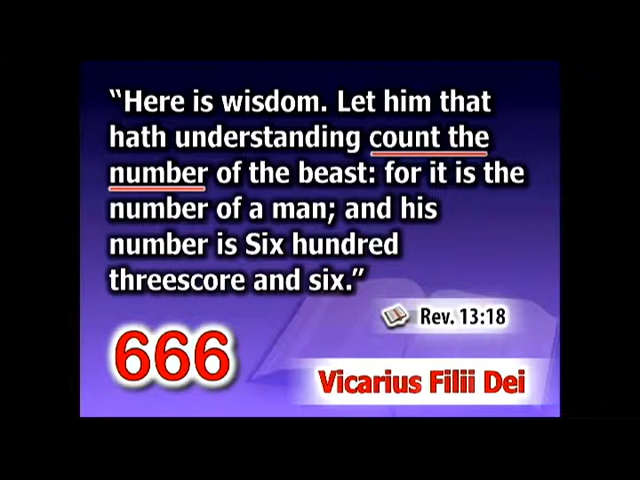 “Here is wisdom. Let him that
hath understanding count the
number of the beast: for it is the
number of a man; and his
number is Six hundred
threescore and six.”
Rev. 13:18
666
Vicarius Filii Dei